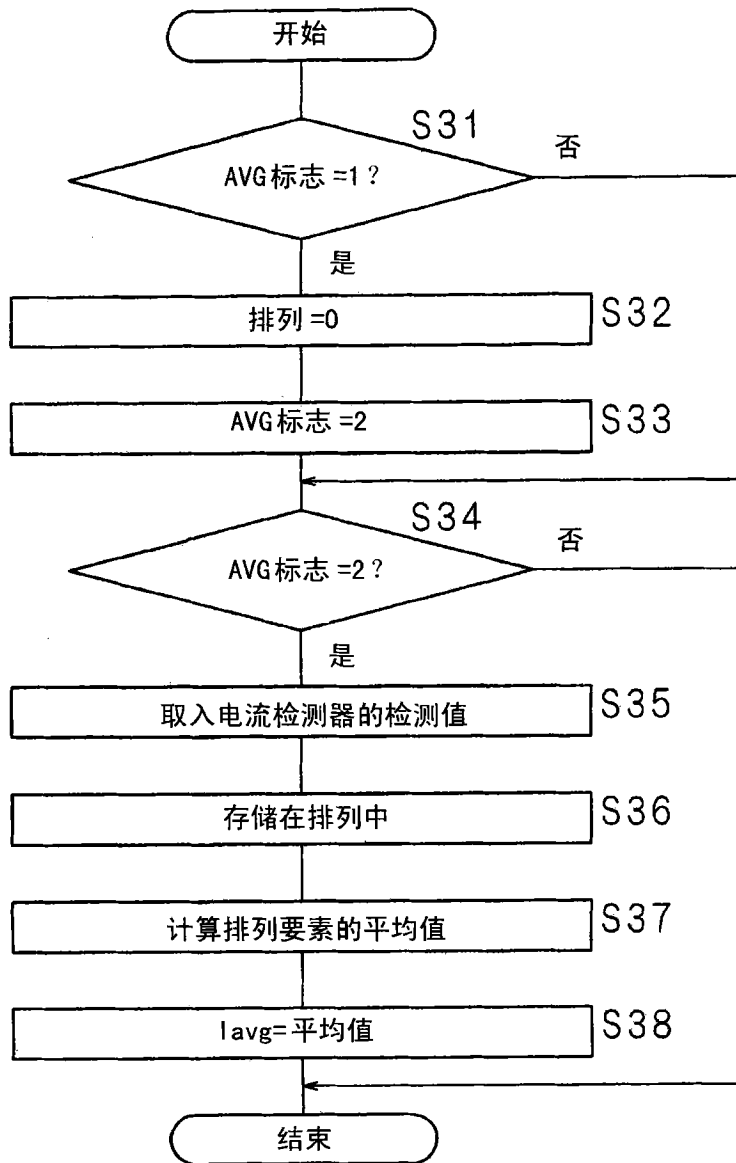 开始
S31
AVG标志=1?
否
是
排列=0
S32
AVG标志=2
S33
S34
AVG标志=2?
否
是
取入电流检测器的检测值
S35
存储在排列中
S36
计算排列要素的平均值
S37
Iavg=平均值
S38
结束